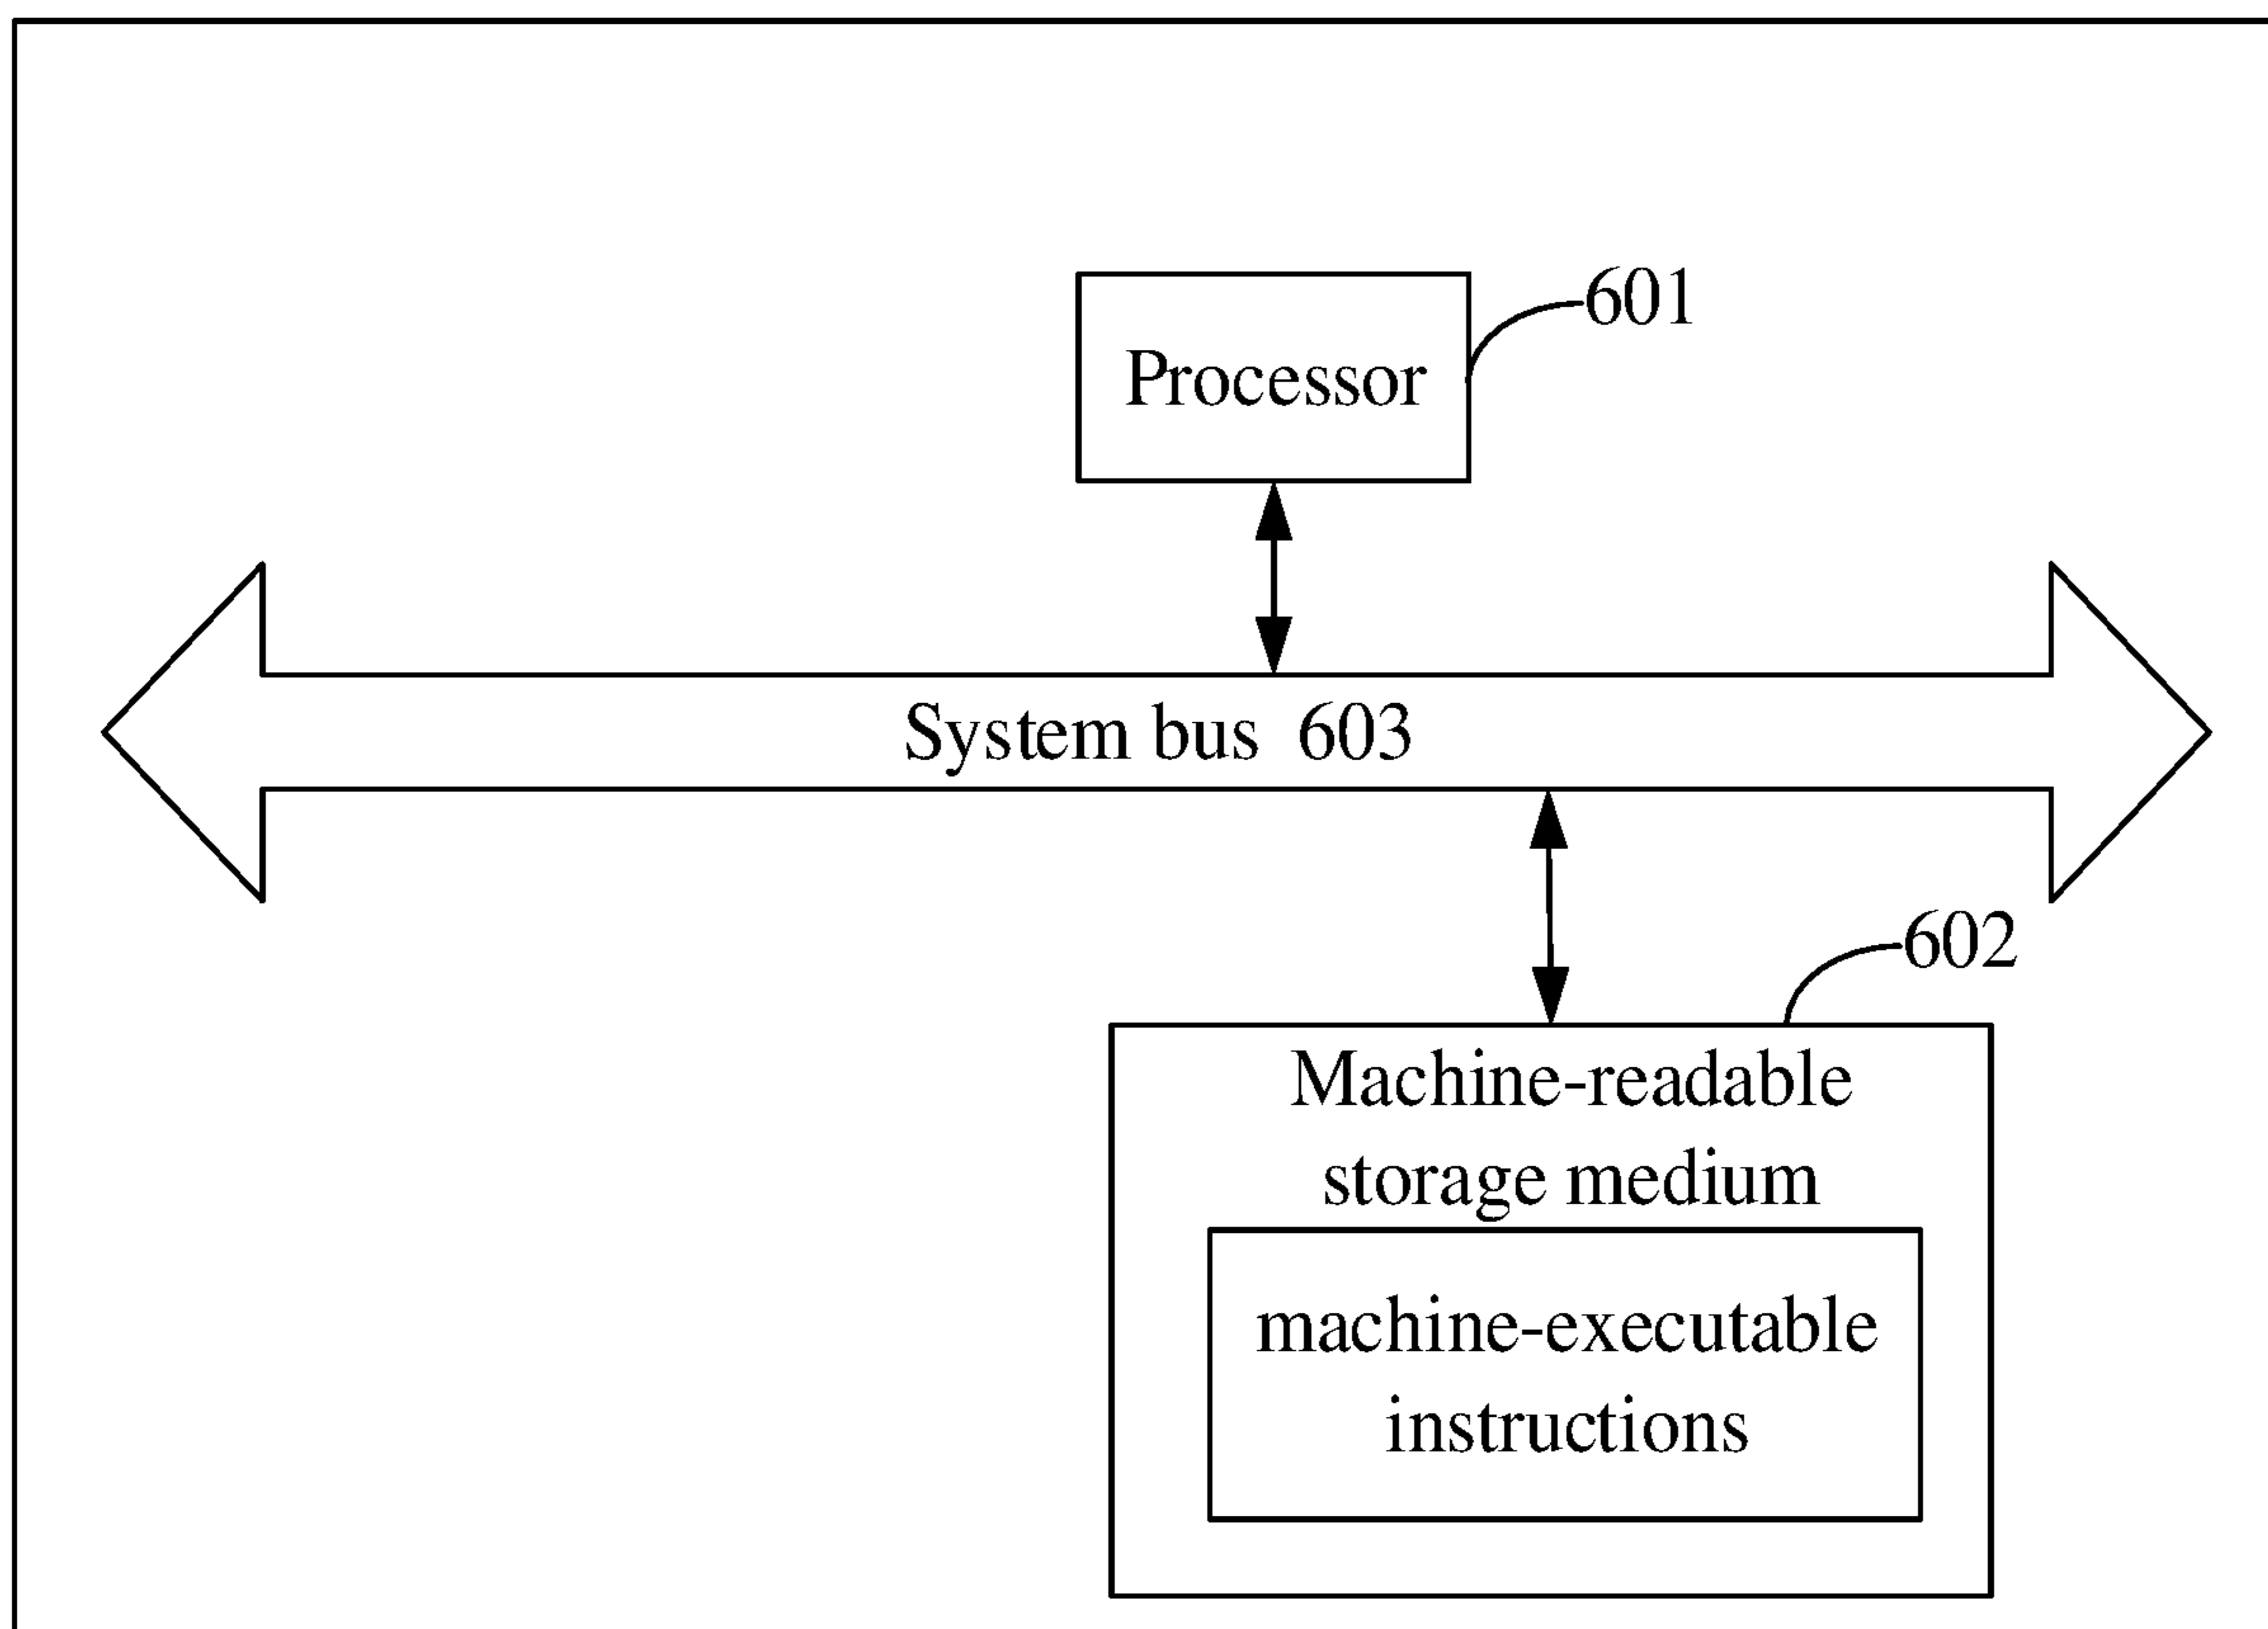 601
Processor
System bus 603
602
Machine-readable
storage medium
machine-executable
instructions